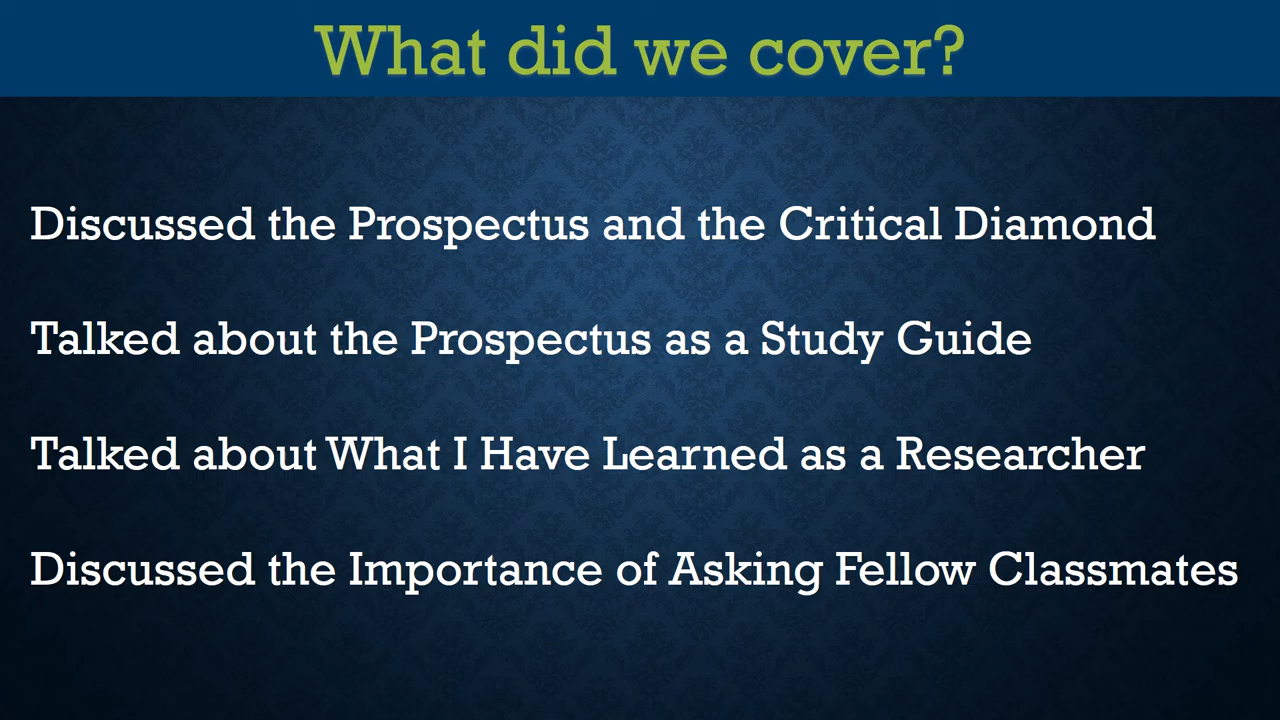 What did we cover?
Discussed the Prospectus and the Critical Diamond
Talked about the Prospectus as a Study Guide
Talked about What I Have Learned as a Researcher
Discussed the Importance of Asking Fellow Classmates